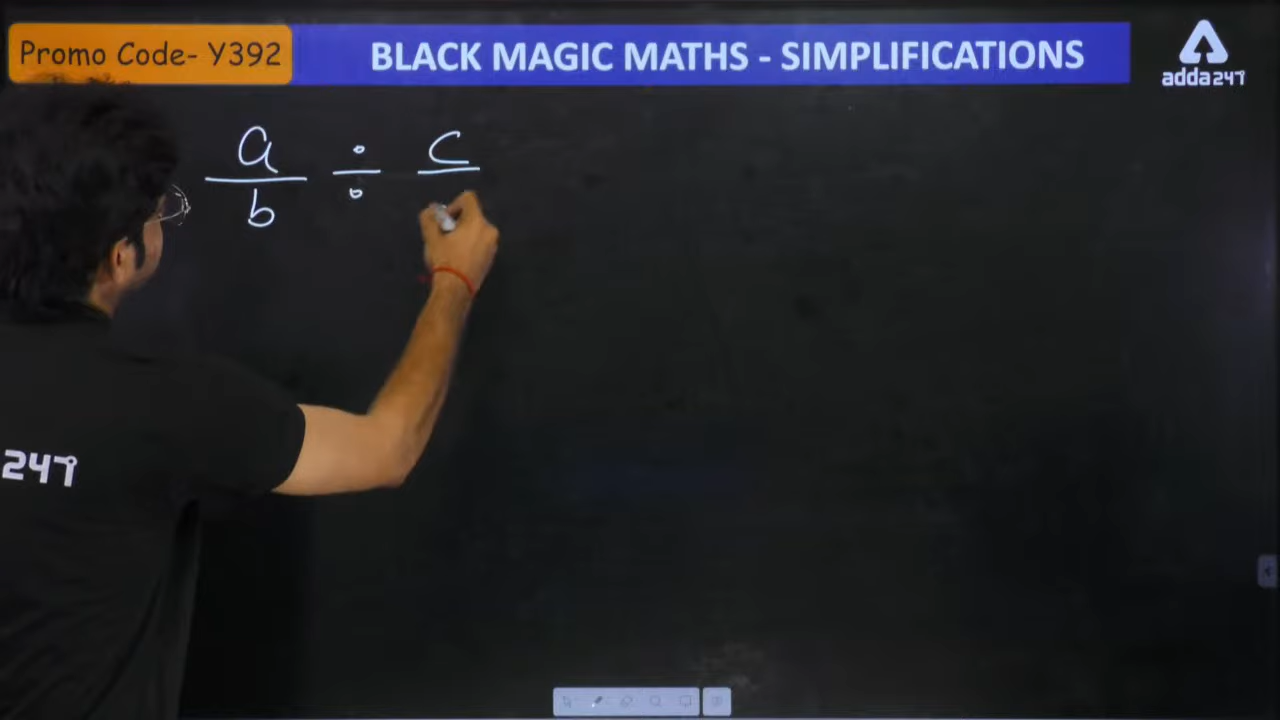 Promo Code- Y392
BLACK MAGIC MATHS - SIMPLIFICATIONS
adda247
a/b ÷ c/
247